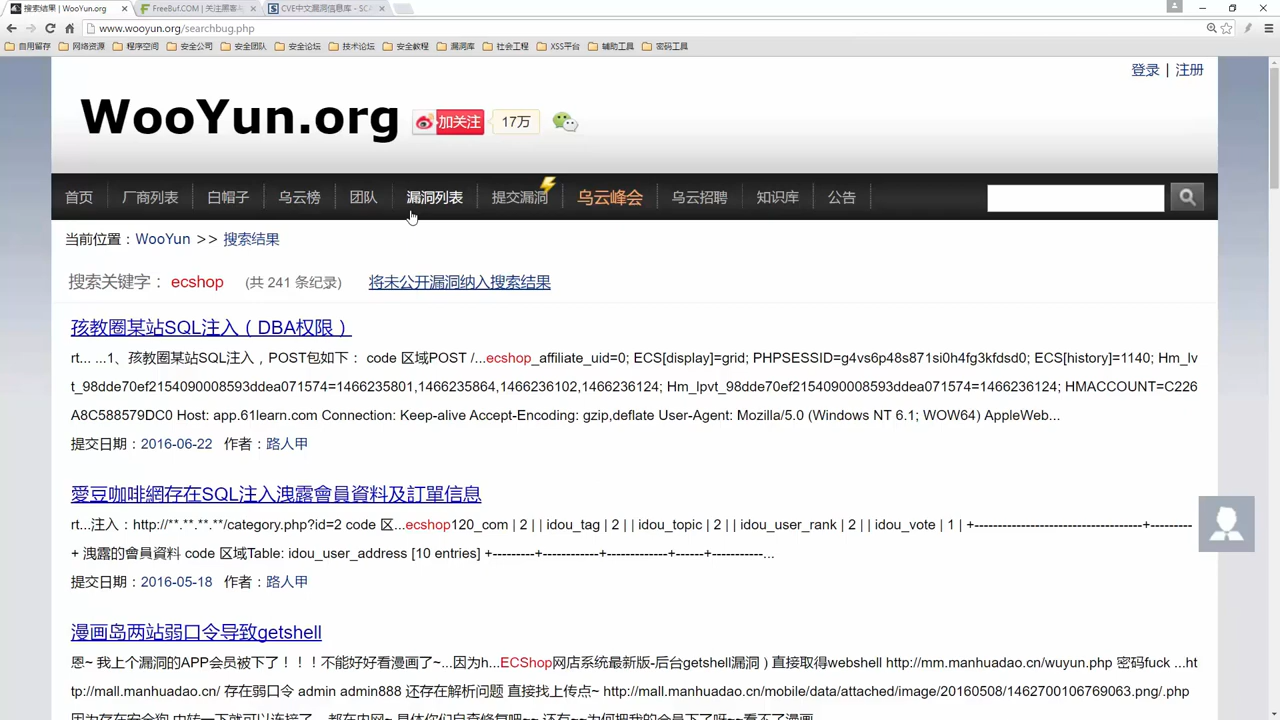 搜索结果 | WooYun.org
FreeBuf.COM | 关注黑客与
CVE中文漏洞信息库 - SCA
www.wooyun.org/searchbug.php
自用留存 网络资源 程序空间 安全公司 安全团队 安全论坛 技术论坛 安全教程 漏洞库 社会工程 XSS平台 辅助工具 密码工具
登录 | 注册
WooYun.org
加关注 17万
首页 厂商列表 白帽子 乌云榜 团队 漏洞列表 提交漏洞 乌云峰会 乌云招聘 知识库 公告
当前位置：WooYun >> 搜索结果
搜索关键字： ecshop (共 241 条纪录) 将未公开漏洞纳入搜索结果
孩教圈某站SQL注入（DBA权限）
rt... ...1、孩教圈某站SQL注入，POST包如下： code 区域POST /...ecshop_affiliate_uid=0; ECS[display]=grid; PHPSESSID=g4vs6p48s871si0h4fg3kfdsd0; ECS[history]=1140; Hm_lv
t_98dde70ef2154090008593ddea071574=1466235801,1466235864,1466236102,1466236124; Hm_lpvt_98dde70ef2154090008593ddea071574=1466236124; HMACCOUNT=C226
A8C588579DC0 Host: app.61learn.com Connection: Keep-alive Accept-Encoding: gzip,deflate User-Agent: Mozilla/5.0 (Windows NT 6.1; WOW64) AppleWeb...
提交日期：2016-06-22 作者：路人甲
愛豆咖啡網存在SQL注入洩露會員資料及訂單信息
rt...注入：http://**.**.**.**/category.php?id=2 code 区...ecshop120_com | 2 | | idou_tag | 2 | | idou_topic | 2 | | idou_user_rank | 2 | | idou_vote | 1 | +------------------------------------+---------
+ 洩露的會員資料 code 区域Table: idou_user_address [10 entries] +---------+------------+-------------+------+-----------...
提交日期：2016-05-18 作者：路人甲
漫画岛两站弱口令导致getshell
恩~ 我上个漏洞的APP会员被下了！！！不能好好看漫画了~...因为h...ECShop网店系统最新版-后台getshell漏洞 ) 直接取得webshell http://mm.manhuadao.cn/wuyun.php 密码fuck ...ht
tp://mall.manhuadao.cn/ 存在弱口令 admin admin888 还存在解析问题 直接找上传点~ http://mall.manhuadao.cn/mobile/data/attached/image/20160508/1462700106769063.png/.php